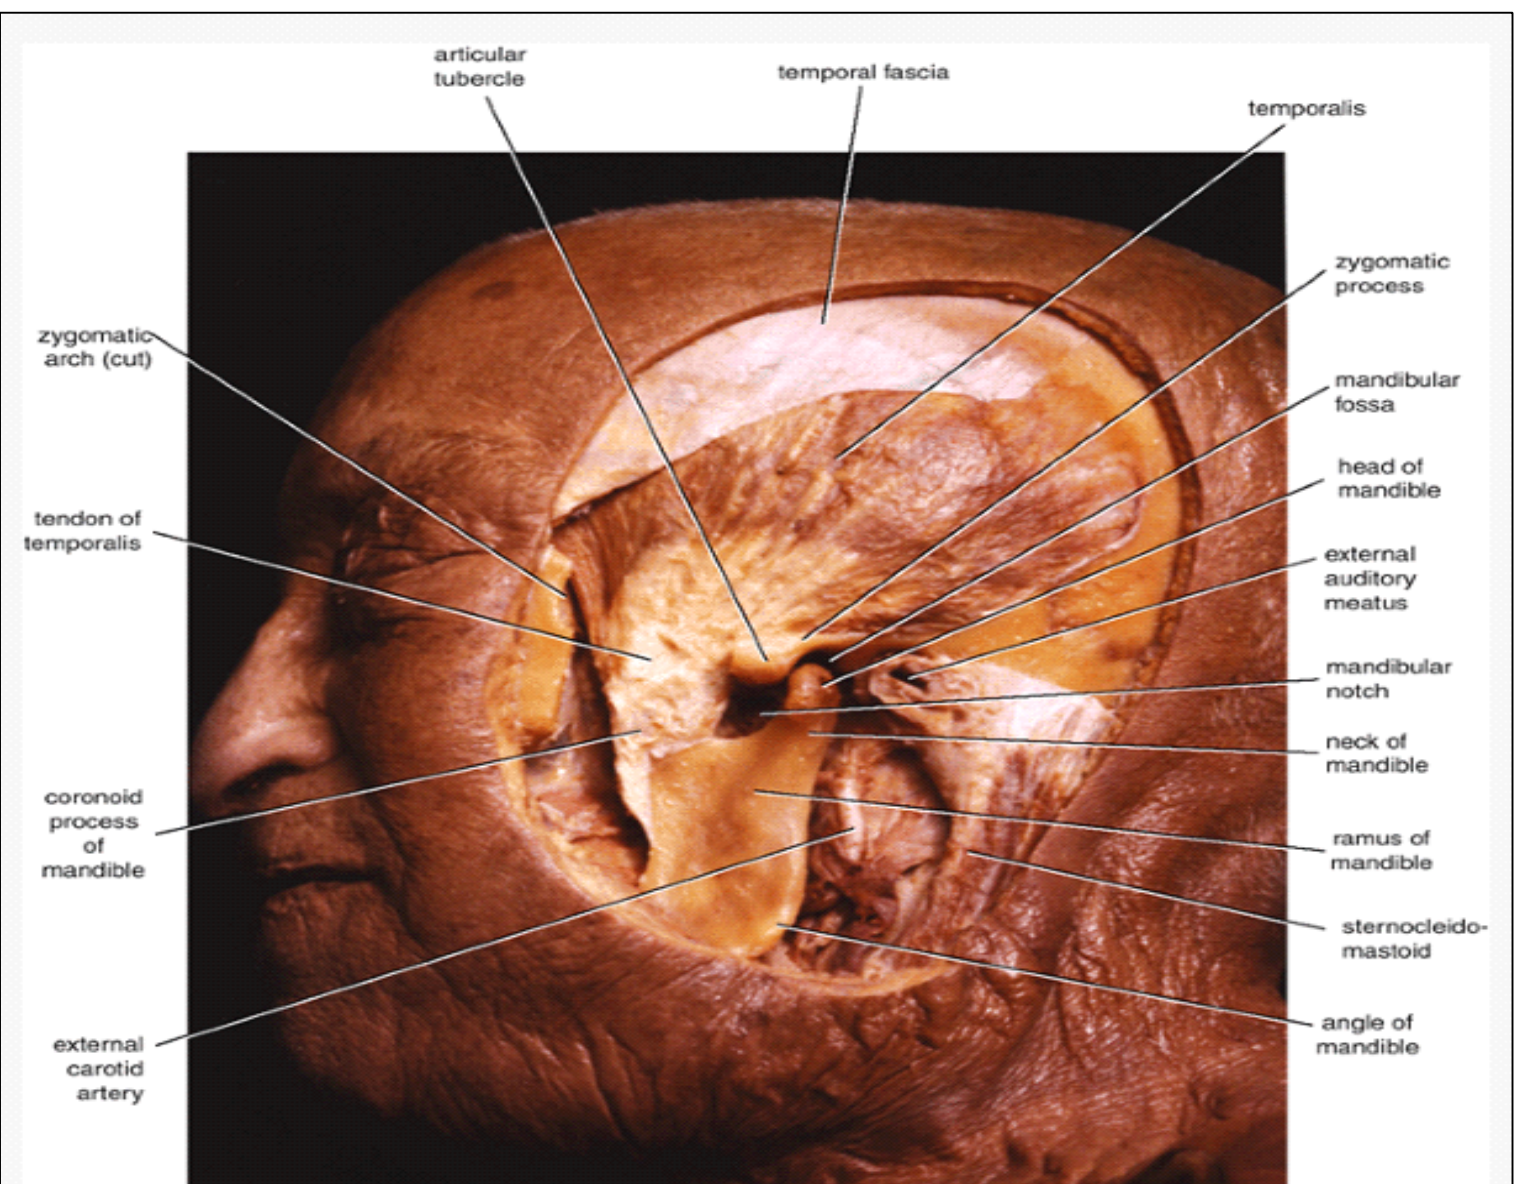 articular
tubercle
temporal fascia
temporalis
zygomatic
process
zygomatic
arch (cut)
mandibular
fossa
head of
mandible
tendon of
temporalis
external
auditory
meatus
mandibular
notch
neck of
mandible
coronoid
process
of
mandible
ramus of
mandible
sternocleido-
mastoid
angle of
mandible
external
carotid
artery